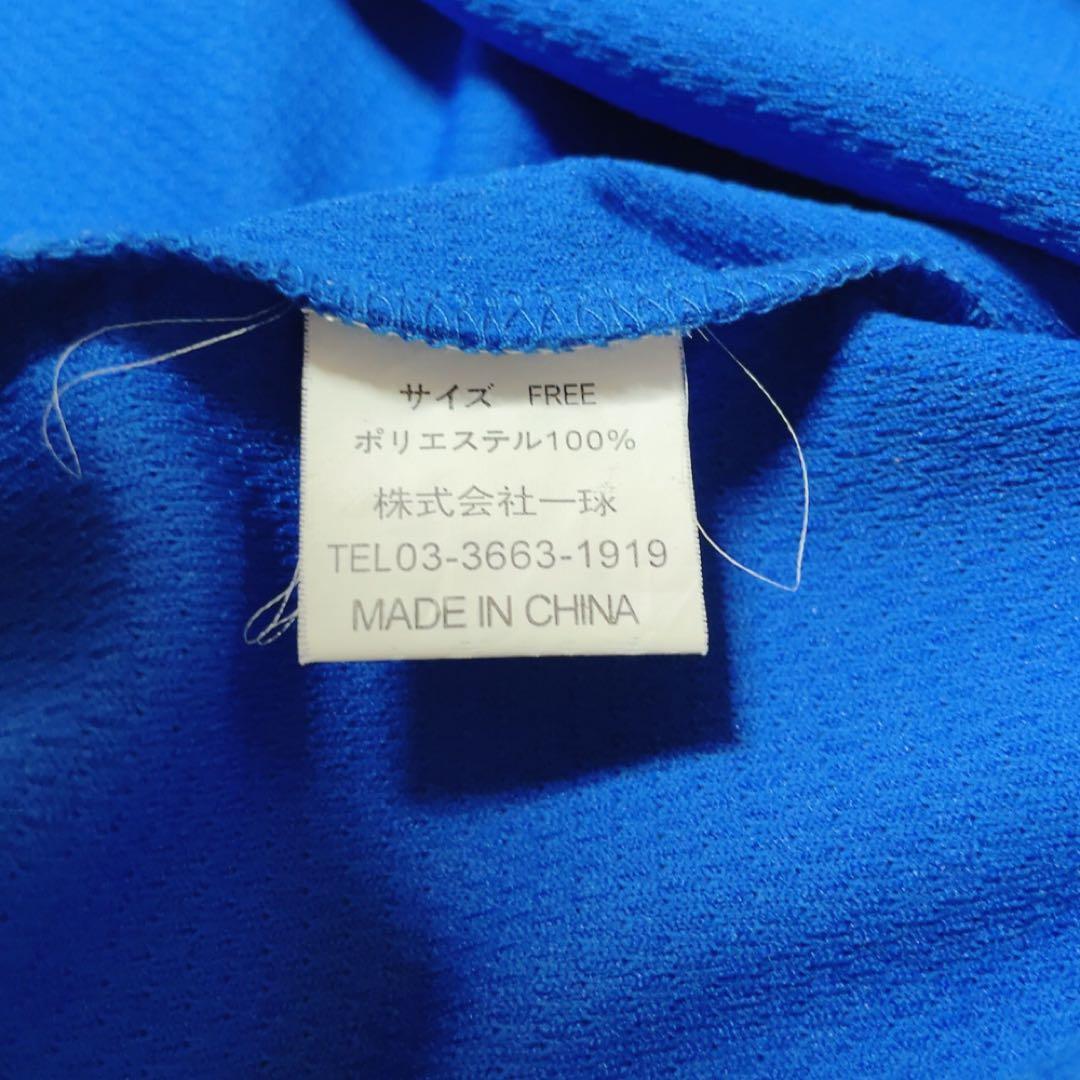 サイズ FREE
ポリエステル100%
株式会社一球
TEL03-3663-1919
MADE IN CHINA